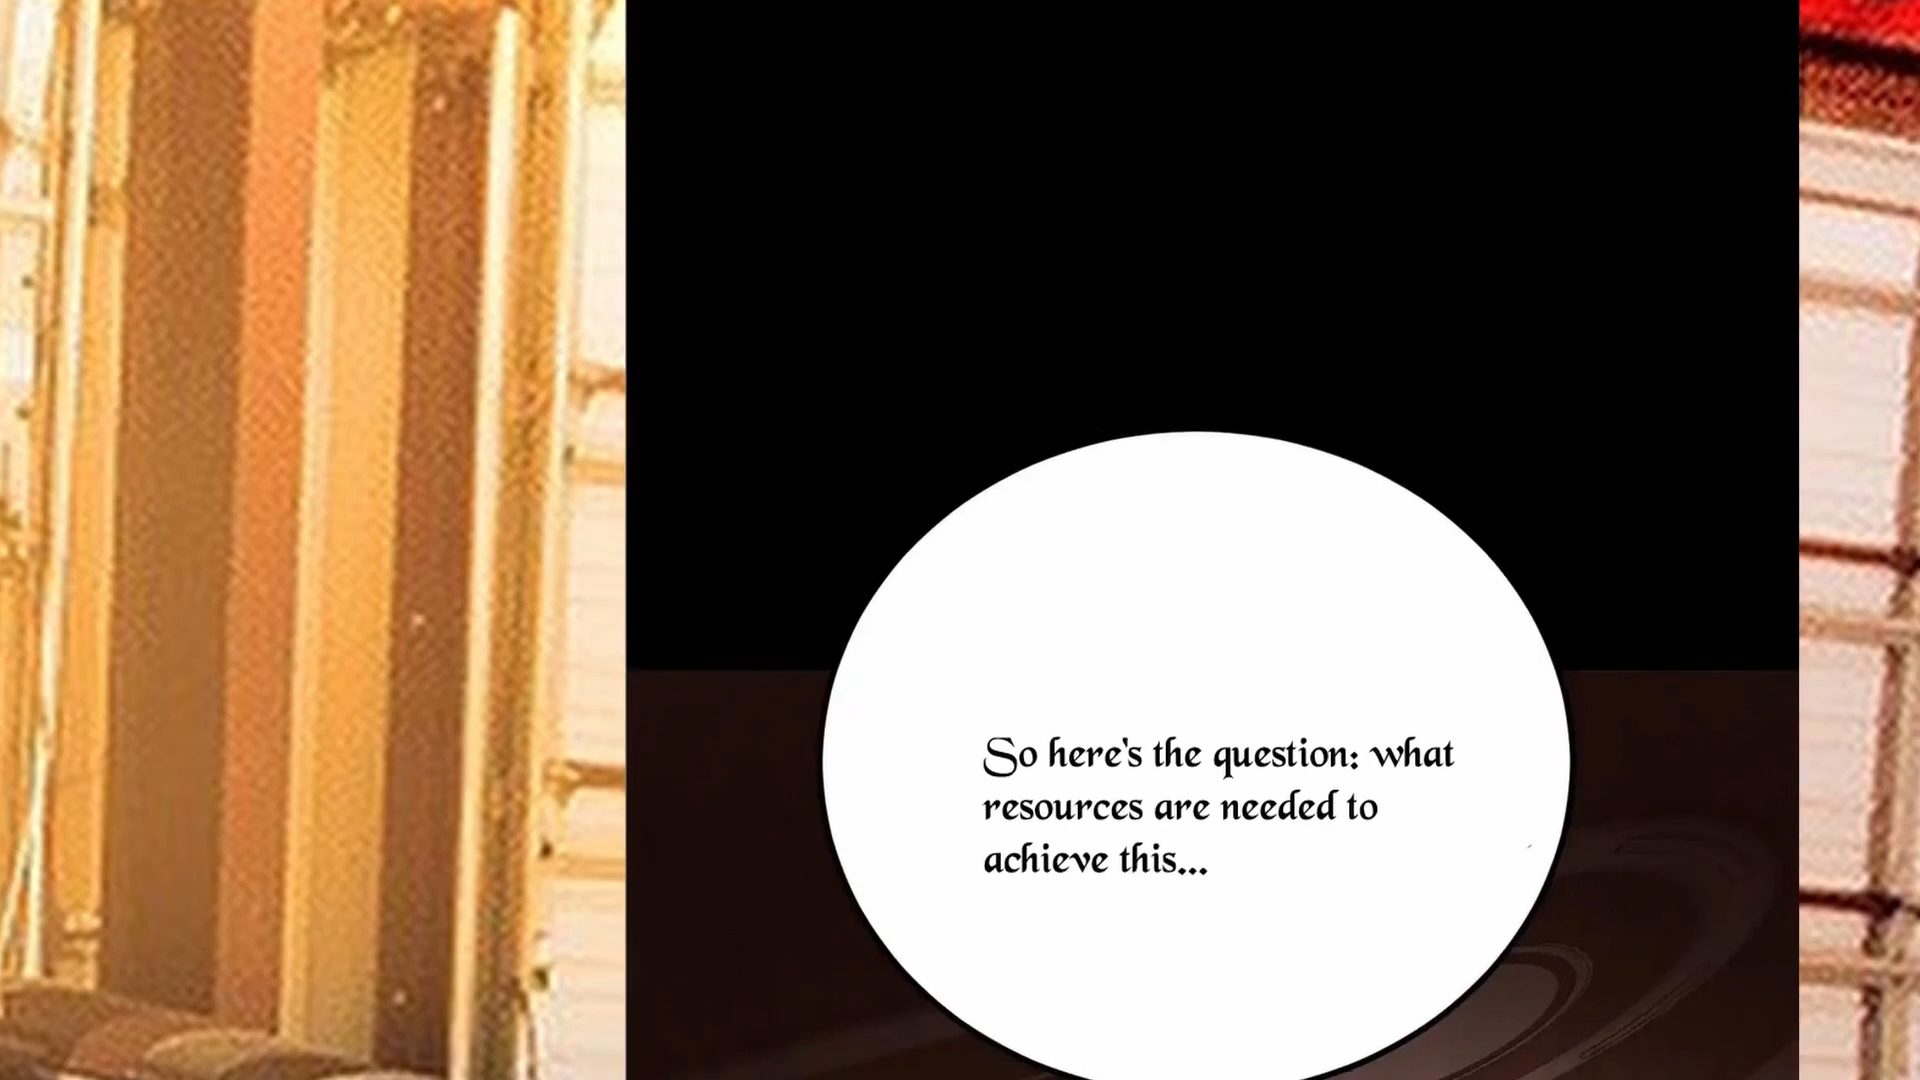 So here's the question: what
resources are needed to
achieve this...